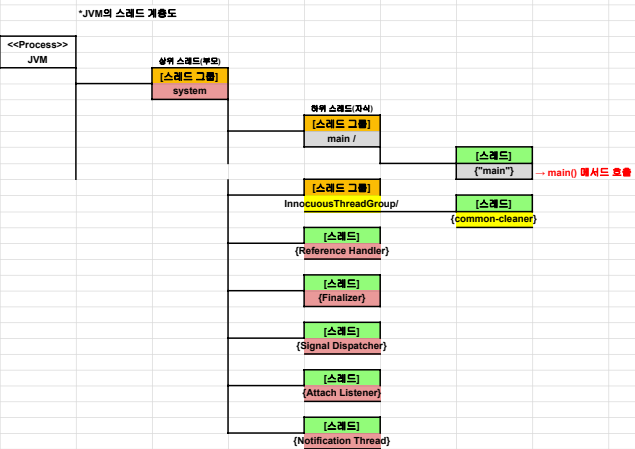 *JVM의 스레드 계층도
<<Process>>
JVM
상위 스레드(부모)
[스레드 그룹]
system
하위 스레드(자식)
[스레드 그룹]
main /
[스레드]
{"main"}
→ main() 메서드 호출
[스레드 그룹]
InnocuousThreadGroup/
[스레드]
{common-cleaner}
[스레드]
{Reference Handler}
[스레드]
{Finalizer}
[스레드]
{Signal Dispatcher}
[스레드]
{Attach Listener}
[스레드]
{Notification Thread}